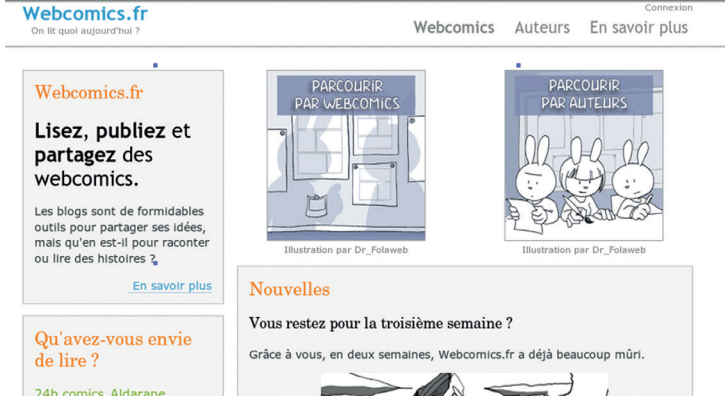 Webcomics.fr
On lit quoi aujourd'hui ?
Connexion
Webcomics Auteurs En savoir plus
Webcomics.fr
Lisez, publiez et
partagez des
webcomics.
Les blogs sont de formidables
outils pour partager ses idées,
mais qu'en est-il pour raconter
ou lire des histoires ?
En savoir plus
Qu'avez-vous envie
de lire ?
24h comics Aldarane
PARCOURIR
PAR WEBCOMICS
Illustration par Dr_Folaweb
PARCOURIR
PAR AUTEURS
Illustration par Dr_Folaweb
Nouvelles
Vous restez pour la troisième semaine ?
Grâce à vous, en deux semaines, Webcomics.fr a déjà beaucoup mûri.